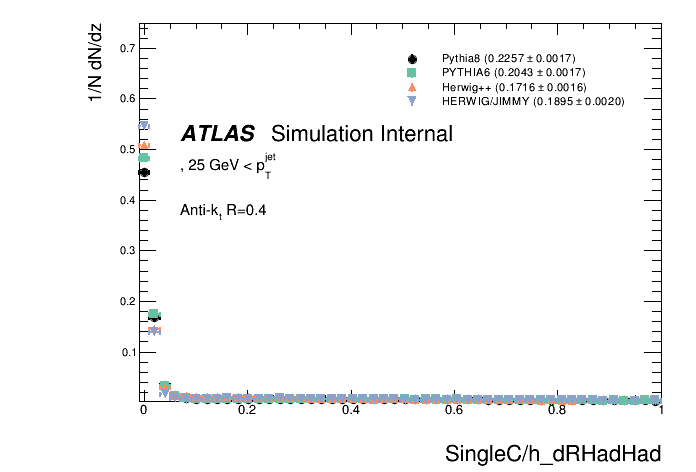 1/N dN/dz
0.7
0.6
0.5
0.4
0.3
0.2
0.1
Pythia8 (0.2257 ± 0.0017)
PYTHIA6 (0.2043 ± 0.0017)
Herwig++ (0.1716 ± 0.0016)
HERWIG/JIMMY (0.1895 ± 0.0020)
ATLAS Simulation Internal
, 25 GeV < p_T^jet
Anti-k_t R=0.4
0 0.2 0.4 0.6 0.8 1
SingleC/h_dRHadHad